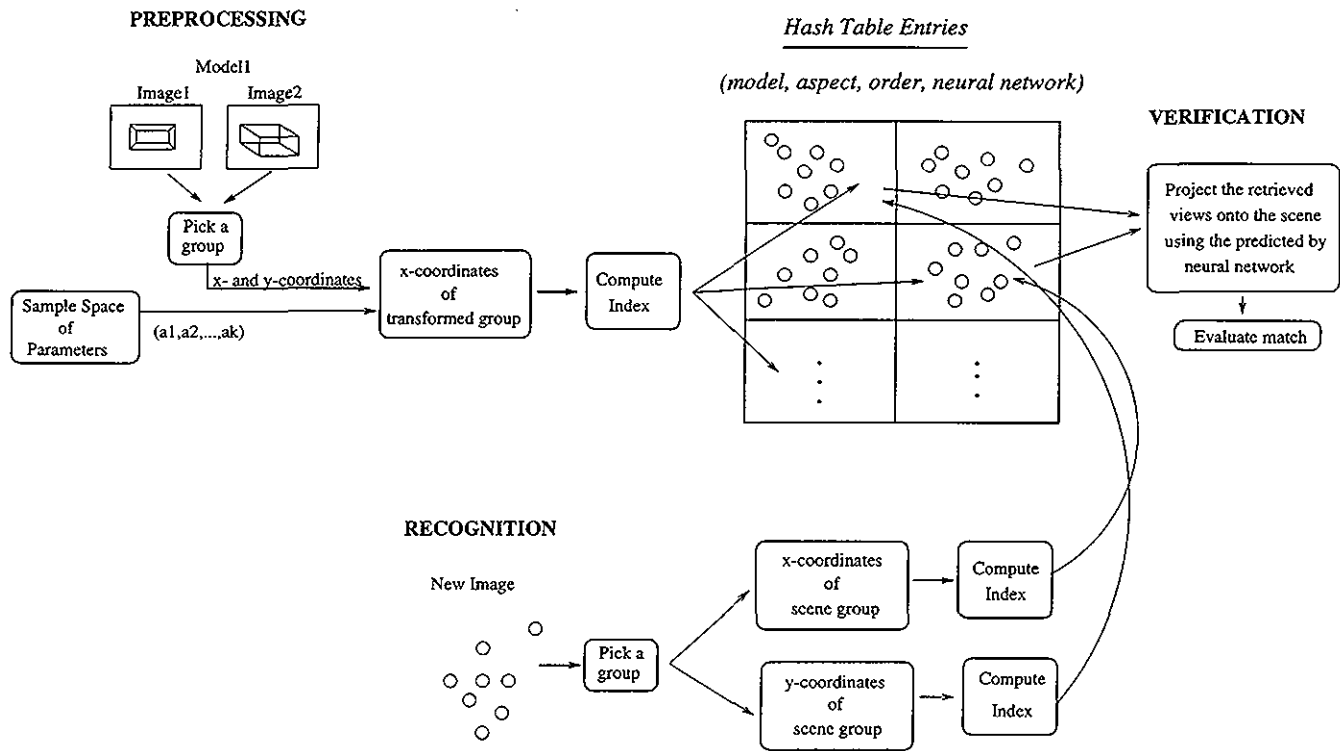 PREPROCESSING
Model1
Image1
Image2
Pick a
group
x- and y-coordinates
Sample Space
of
Parameters
(a1,a2,...,ak)
x-coordinates
of
transformed group
Compute
Index
Hash Table Entries
(model, aspect, order, neural network)
VERIFICATION
Project the retrieved
views onto the scene
using the predicted by
neural network
Evaluate match
RECOGNITION
New Image
Pick a
group
x-coordinates
of
scene group
Compute
Index
y-coordinates
of
scene group
Compute
Index